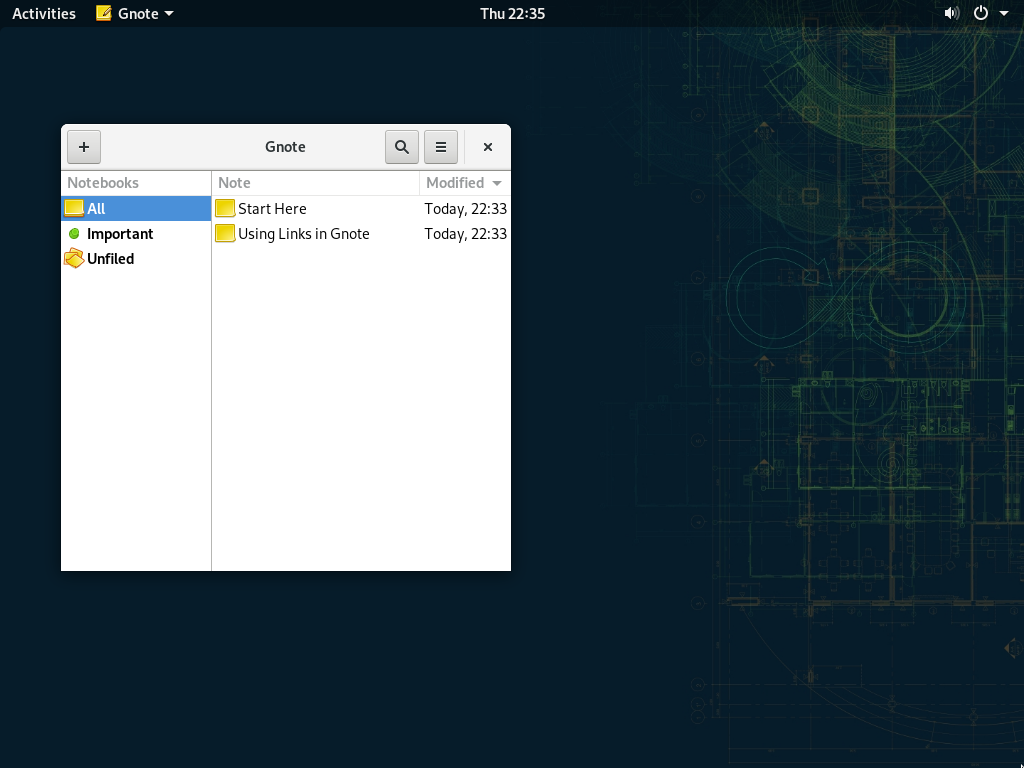 Activities Gnote Thu 22:35
Gnote
Notebooks Note Modified
All Start Here Today, 22:33
Important Using Links in Gnote Today, 22:33
Unfiled